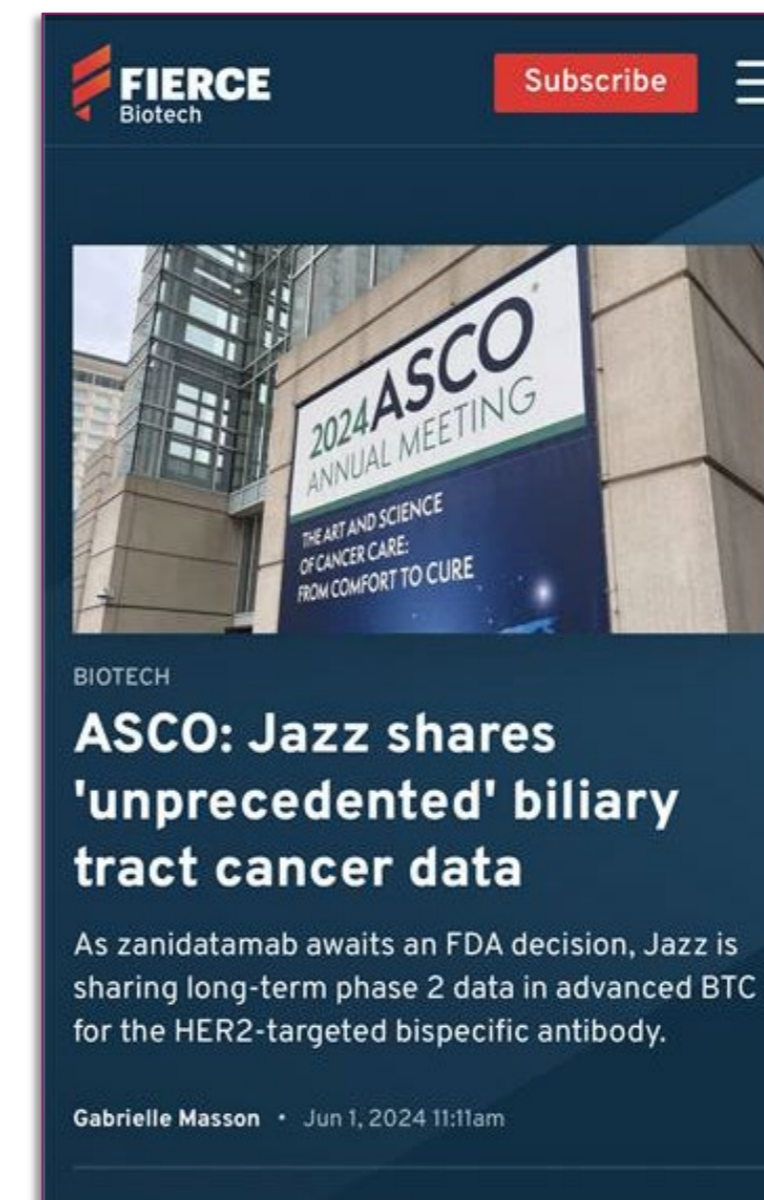 FIERCE
Biotech
Subscribe
2024 ASCO
ANNUAL MEETING
THE ART AND SCIENCE
OF CANCER CARE:
FROM COMFORT TO CURE
BIOTECH
ASCO: Jazz shares
'unprecedented' biliary
tract cancer data
As zanidatamab awaits an FDA decision, Jazz is
sharing long-term phase 2 data in advanced BTC
for the HER2-targeted bispecific antibody.
Gabrielle Masson • Jun 1, 2024 11:11am